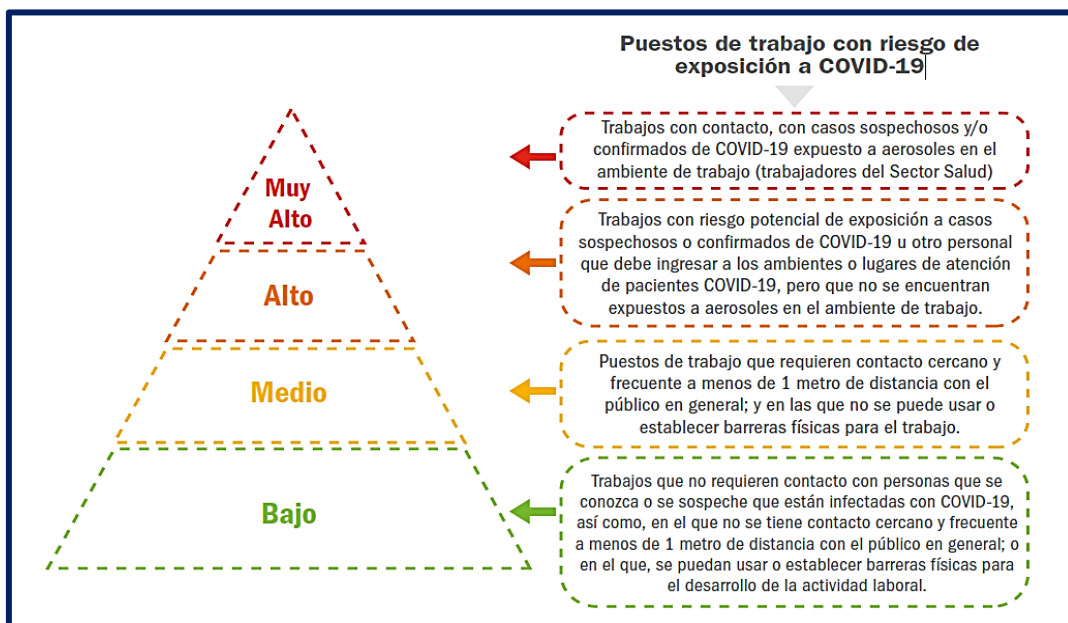 Puestos de trabajo con riesgo de
exposición a COVID-19
Muy
Alto
Trabajos con contacto, con casos sospechosos y/o
confirmados de COVID-19 expuesto a aerosoles en el
ambiente de trabajo (trabajadores del Sector Salud)
Alto
Trabajos con riesgo potencial de exposición a casos
sospechosos o confirmados de COVID-19 u otro personal
que debe ingresar a los ambientes o lugares de atención
de pacientes COVID-19, pero que no se encuentran
expuestos a aerosoles en el ambiente de trabajo.
Medio
Puestos de trabajo que requieren contacto cercano y
frecuente a menos de 1 metro de distancia con el
público en general; y en las que no se puede usar o
establecer barreras físicas para el trabajo.
Bajo
Trabajos que no requieren contacto con personas que se
conozca o se sospeche que están infectadas con COVID-19,
así como, en el que no se tiene contacto cercano y frecuente
a menos de 1 metro de distancia con el público en general; o
en el que, se puedan usar o establecer barreras físicas para
el desarrollo de la actividad laboral.